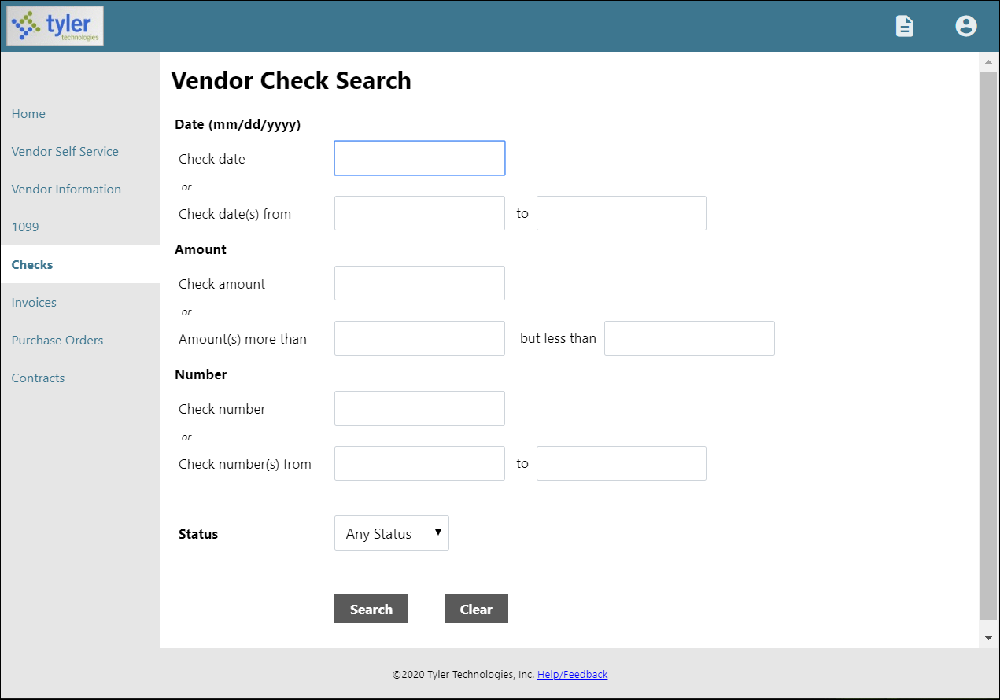 tyler
technologies
Vendor Check Search
Home
Vendor Self Service
Vendor Information
1099
Checks
Invoices
Purchase Orders
Contracts
Date (mm/dd/yyyy)
Check date
or
Check date(s) from to
Amount
Check amount
or
Amount(s) more than but less than
Number
Check number
or
Check number(s) from to
Status Any Status
Search Clear
©2020 Tyler Technologies, Inc. Help/Feedback